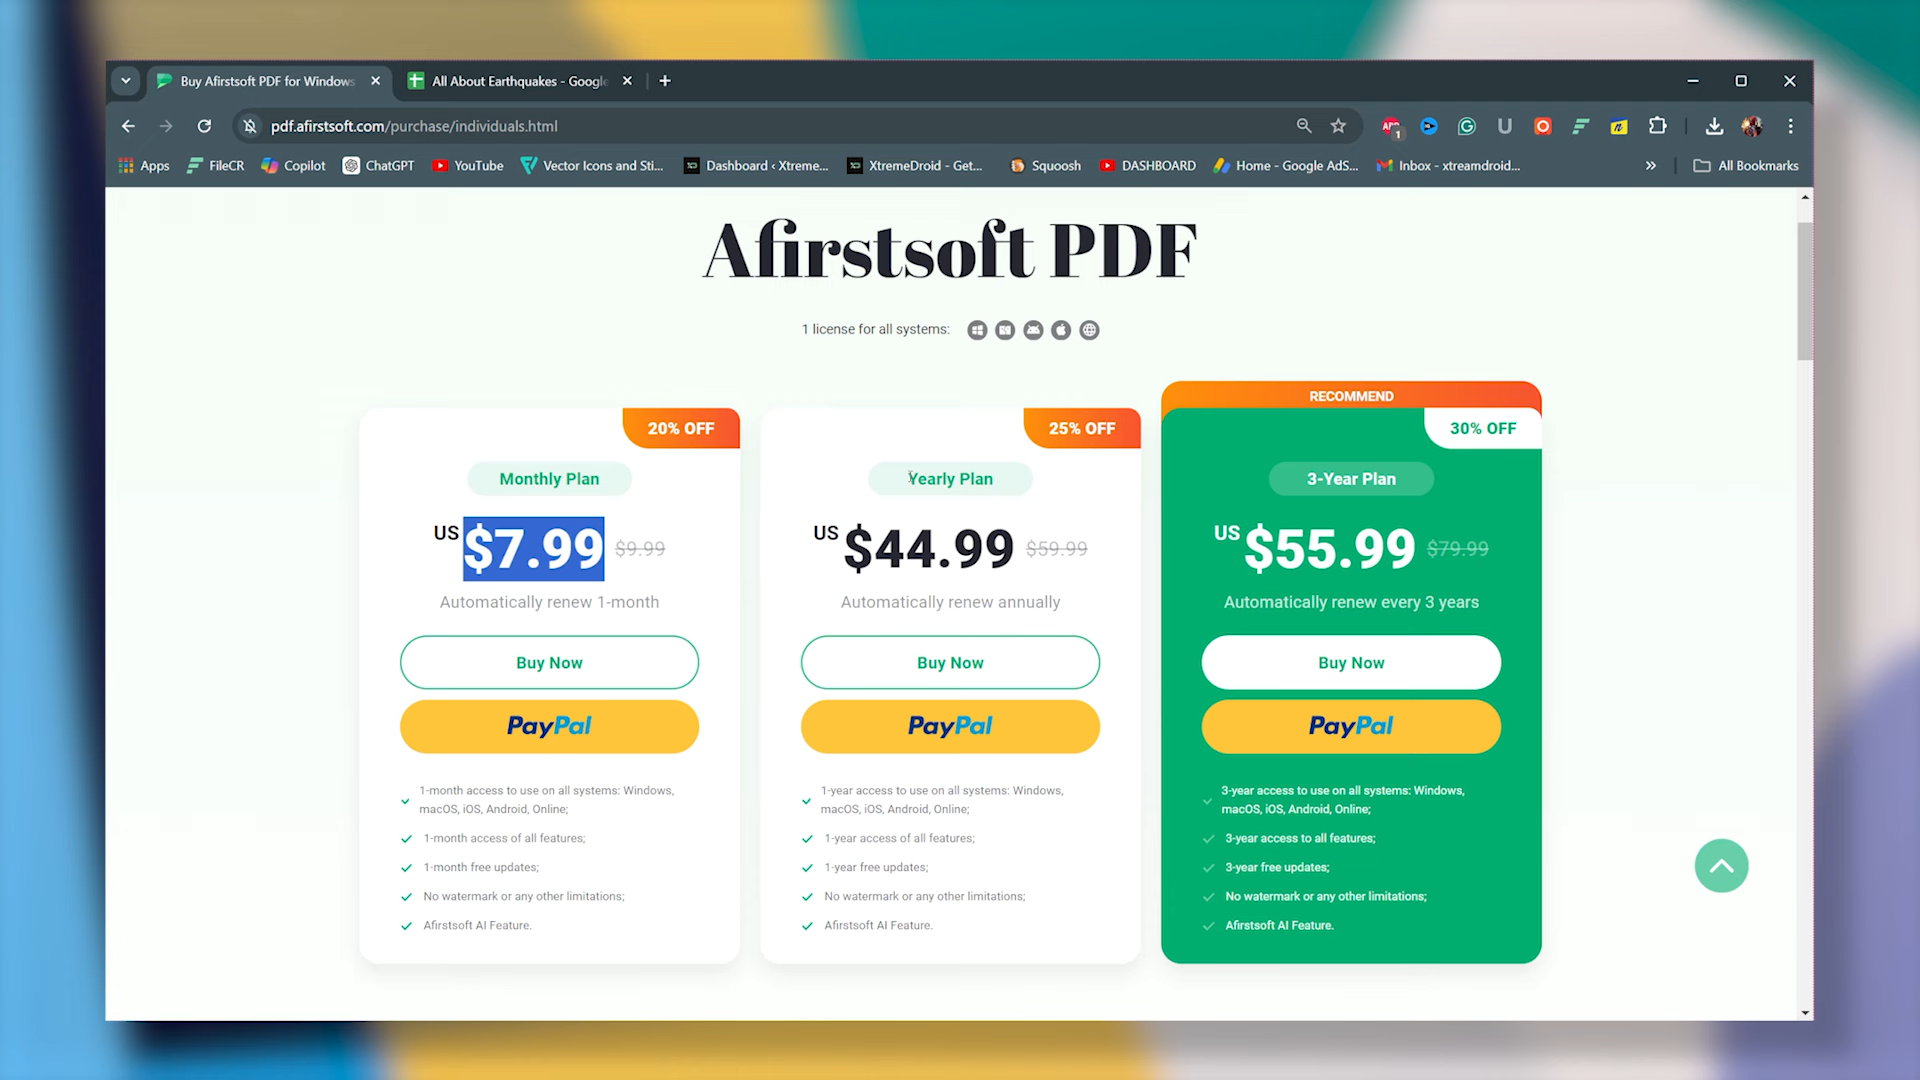 Buy Afirstsoft PDF for Windows
All About Earthquakes - Google
pdf.afirstsoft.com/purchase/individuals.html
1
Apps
FileCR
Copilot
ChatGPT
YouTube
Vector Icons and Sti...
Dashboard ‹ Xtreme...
XtremeDroid - Get...
Squoosh
DASHBOARD
Home - Google AdS...
Inbox - xtreamdroid...
»
All Bookmarks
Afirstsoft PDF
1 license for all systems:
20% OFF
Monthly Plan
US $7.99 $9.99
Automatically renew 1-month
Buy Now
PayPal
1-month access to use on all systems: Windows,
macOS, iOS, Android, Online;
1-month access of all features;
1-month free updates;
No watermark or any other limitations;
Afirstsoft AI Feature.
25% OFF
Yearly Plan
US $44.99 $59.99
Automatically renew annually
Buy Now
PayPal
1-year access to use on all systems: Windows,
macOS, iOS, Android, Online;
1-year access of all features;
1-year free updates;
No watermark or any other limitations;
Afirstsoft AI Feature.
RECOMMEND
30% OFF
3-Year Plan
US $55.99 $79.99
Automatically renew every 3 years
Buy Now
PayPal
3-year access to use on all systems: Windows,
macOS, iOS, Android, Online;
3-year access to all features;
3-year free updates;
No watermark or any other limitations;
Afirstsoft AI Feature.